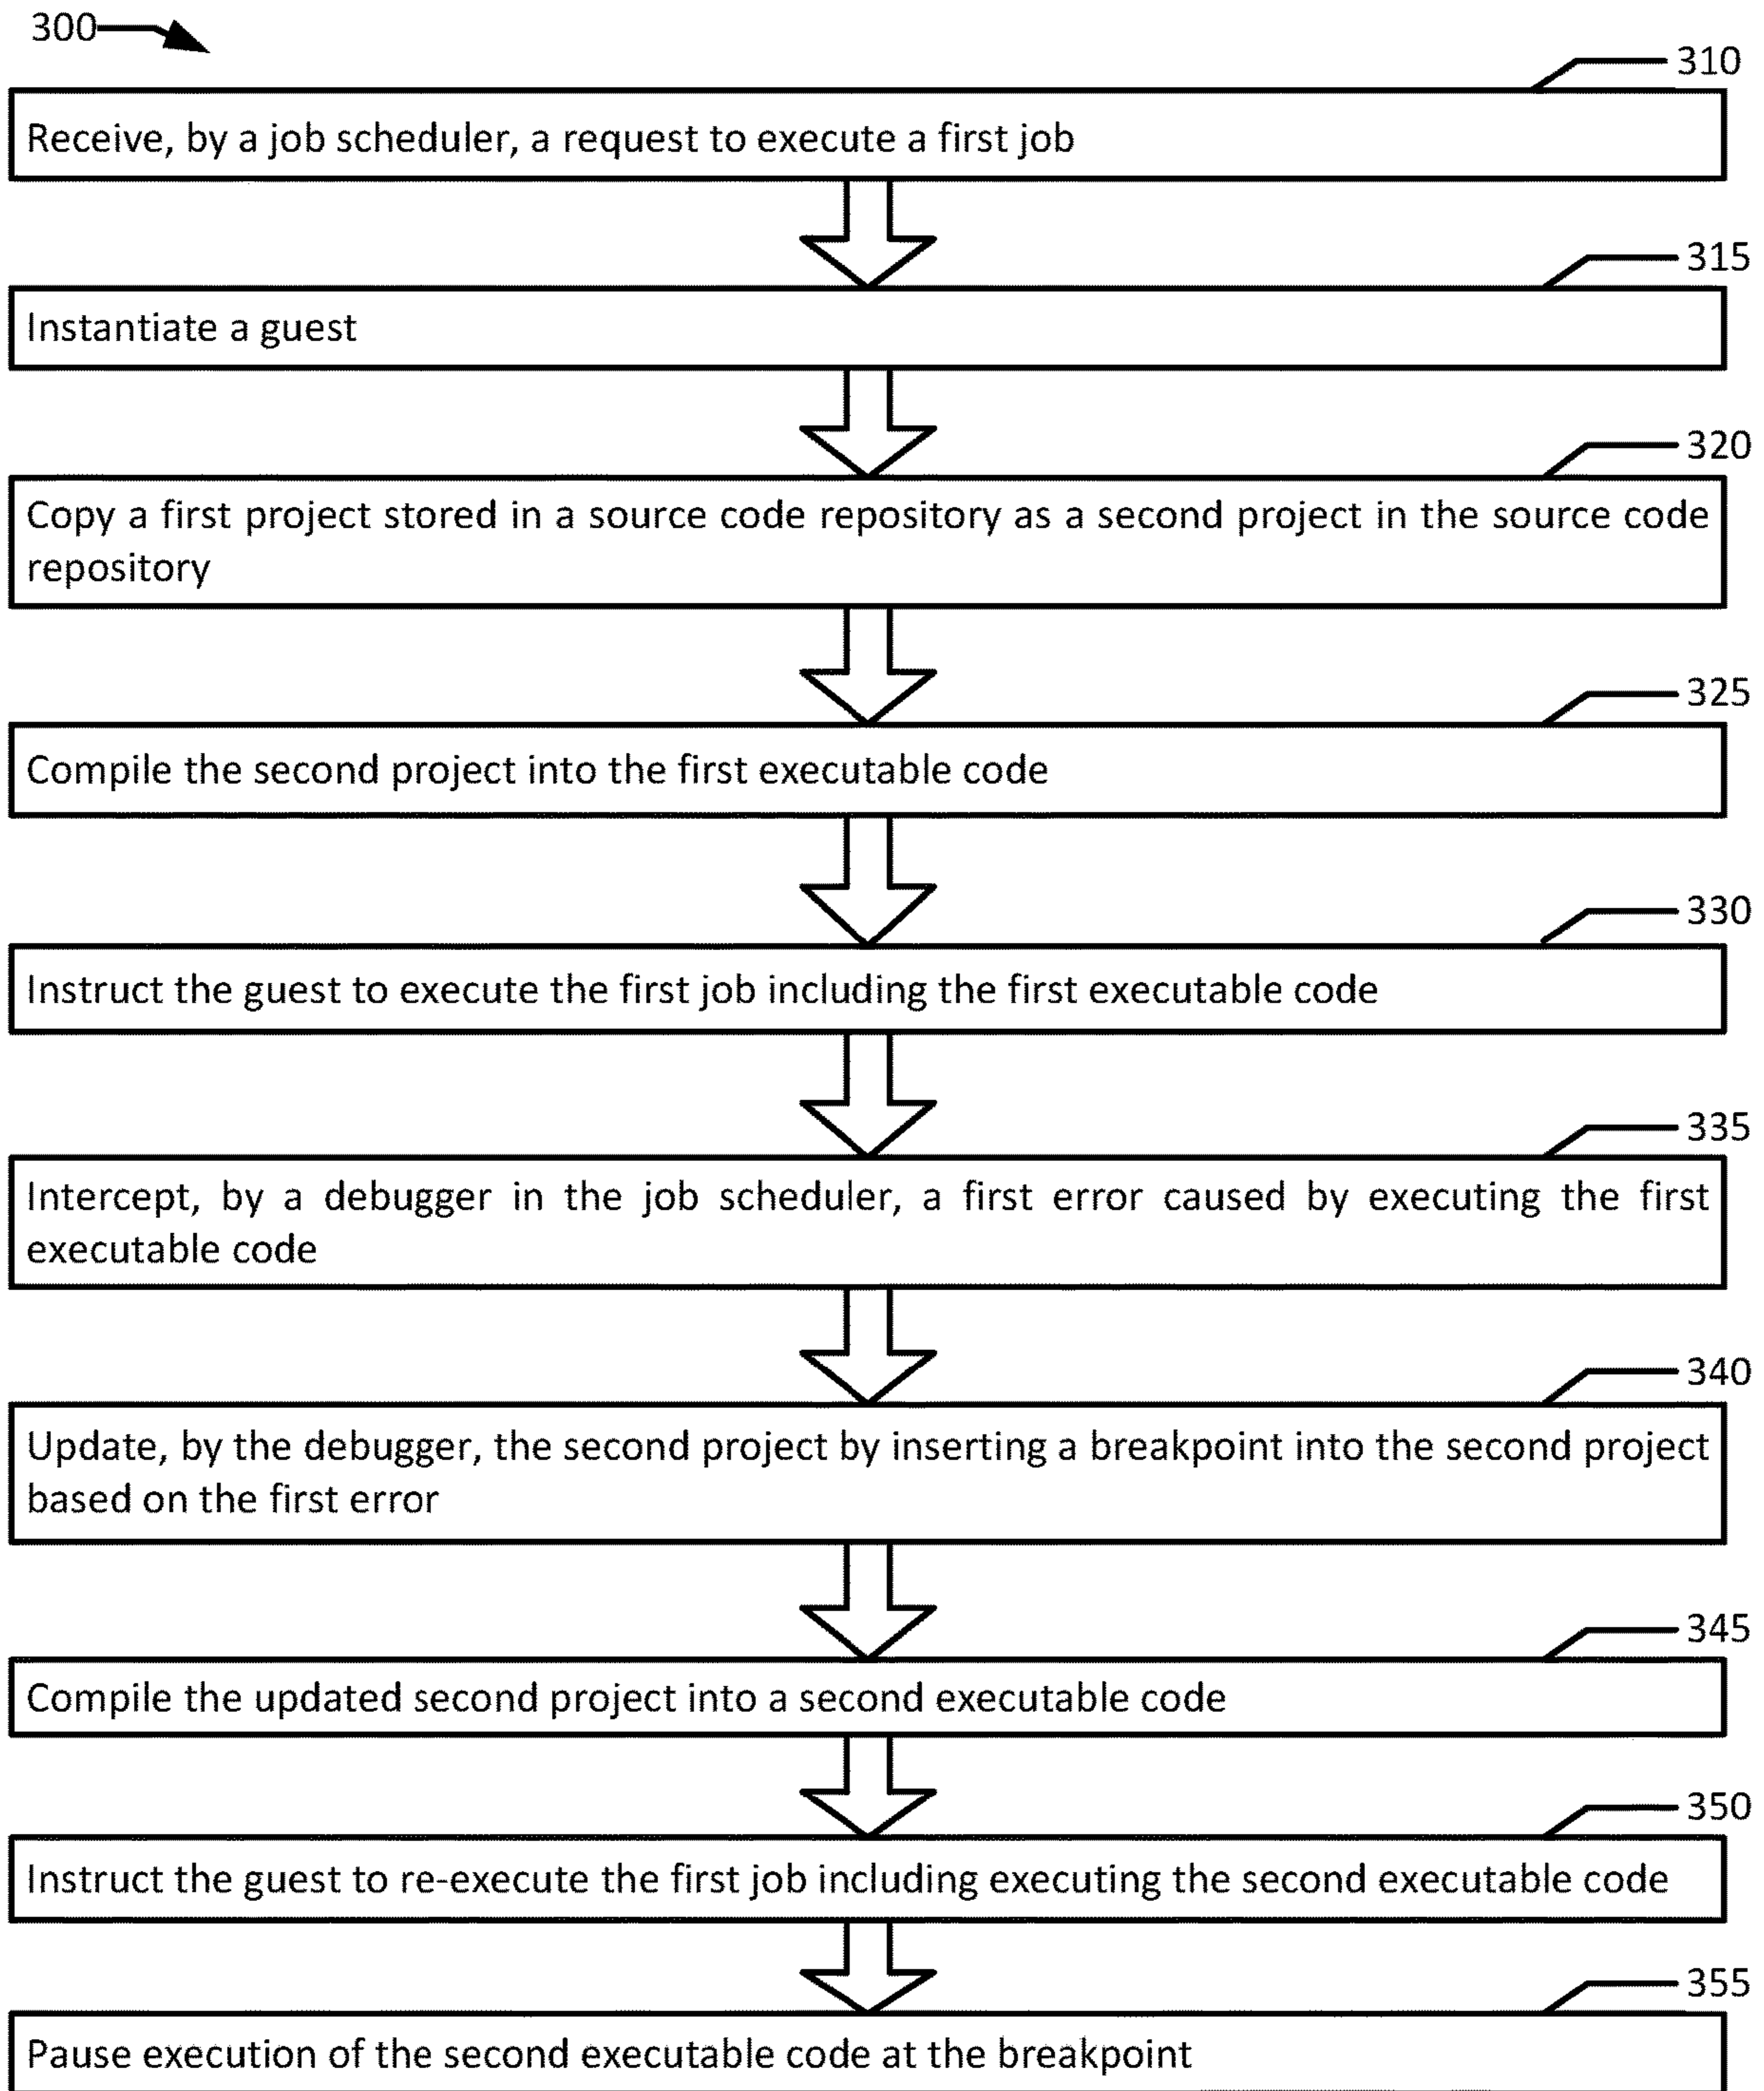 300
310
Receive, by a job scheduler, a request to execute a first job
315
Instantiate a guest
320
Copy a first project stored in a source code repository as a second project in the source code
repository
325
Compile the second project into the first executable code
330
Instruct the guest to execute the first job including the first executable code
335
Intercept, by a debugger in the job scheduler, a first error caused by executing the first
executable code
340
Update, by the debugger, the second project by inserting a breakpoint into the second project
based on the first error
345
Compile the updated second project into a second executable code
350
Instruct the guest to re-execute the first job including executing the second executable code
355
Pause execution of the second executable code at the breakpoint